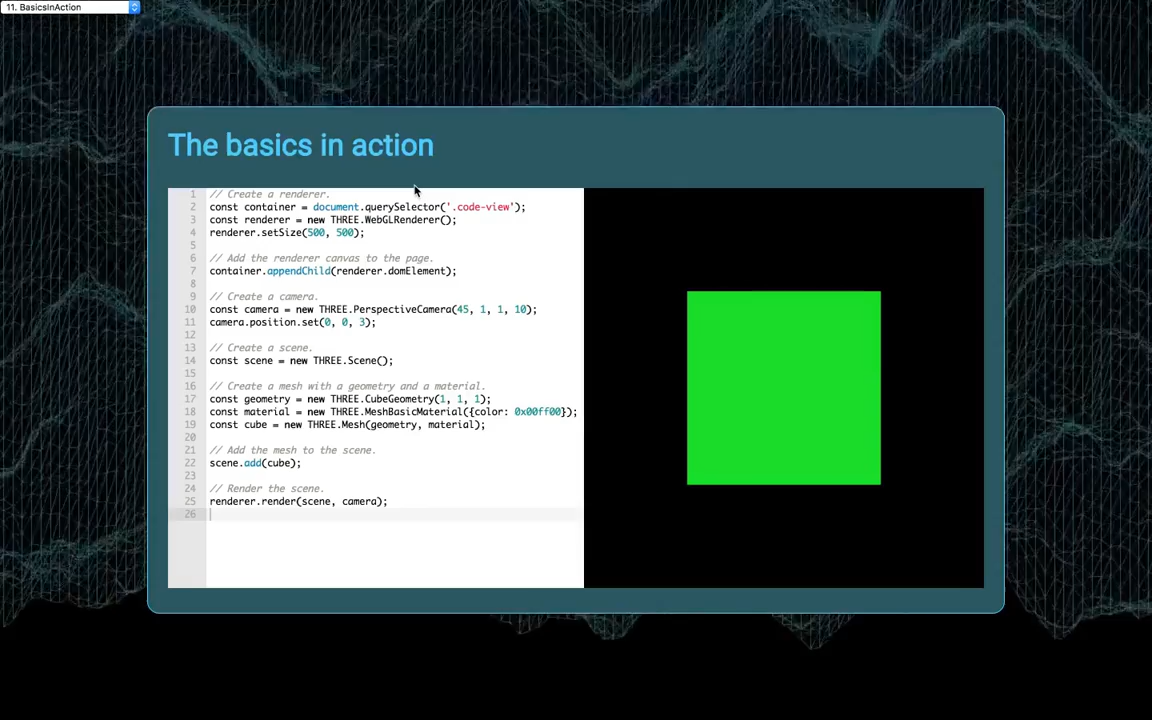 11. BasicsInAction
The basics in action
1 // Create a renderer.
2 const container = document.querySelector('.code-view');
3 const renderer = new THREE.WebGLRenderer();
4 renderer.setSize(500, 500);
5
6 // Add the renderer canvas to the page.
7 container.appendChild(renderer.domElement);
8
9 // Create a camera.
10 const camera = new THREE.PerspectiveCamera(45, 1, 1, 10);
11 camera.position.set(0, 0, 3);
12
13 // Create a scene.
14 const scene = new THREE.Scene();
15
16 // Create a mesh with a geometry and a material.
17 const geometry = new THREE.CubeGeometry(1, 1, 1);
18 const material = new THREE.MeshBasicMaterial({color: 0x00ff00});
19 const cube = new THREE.Mesh(geometry, material);
20
21 // Add the mesh to the scene.
22 scene.add(cube);
23
24 // Render the scene.
25 renderer.render(scene, camera);
26